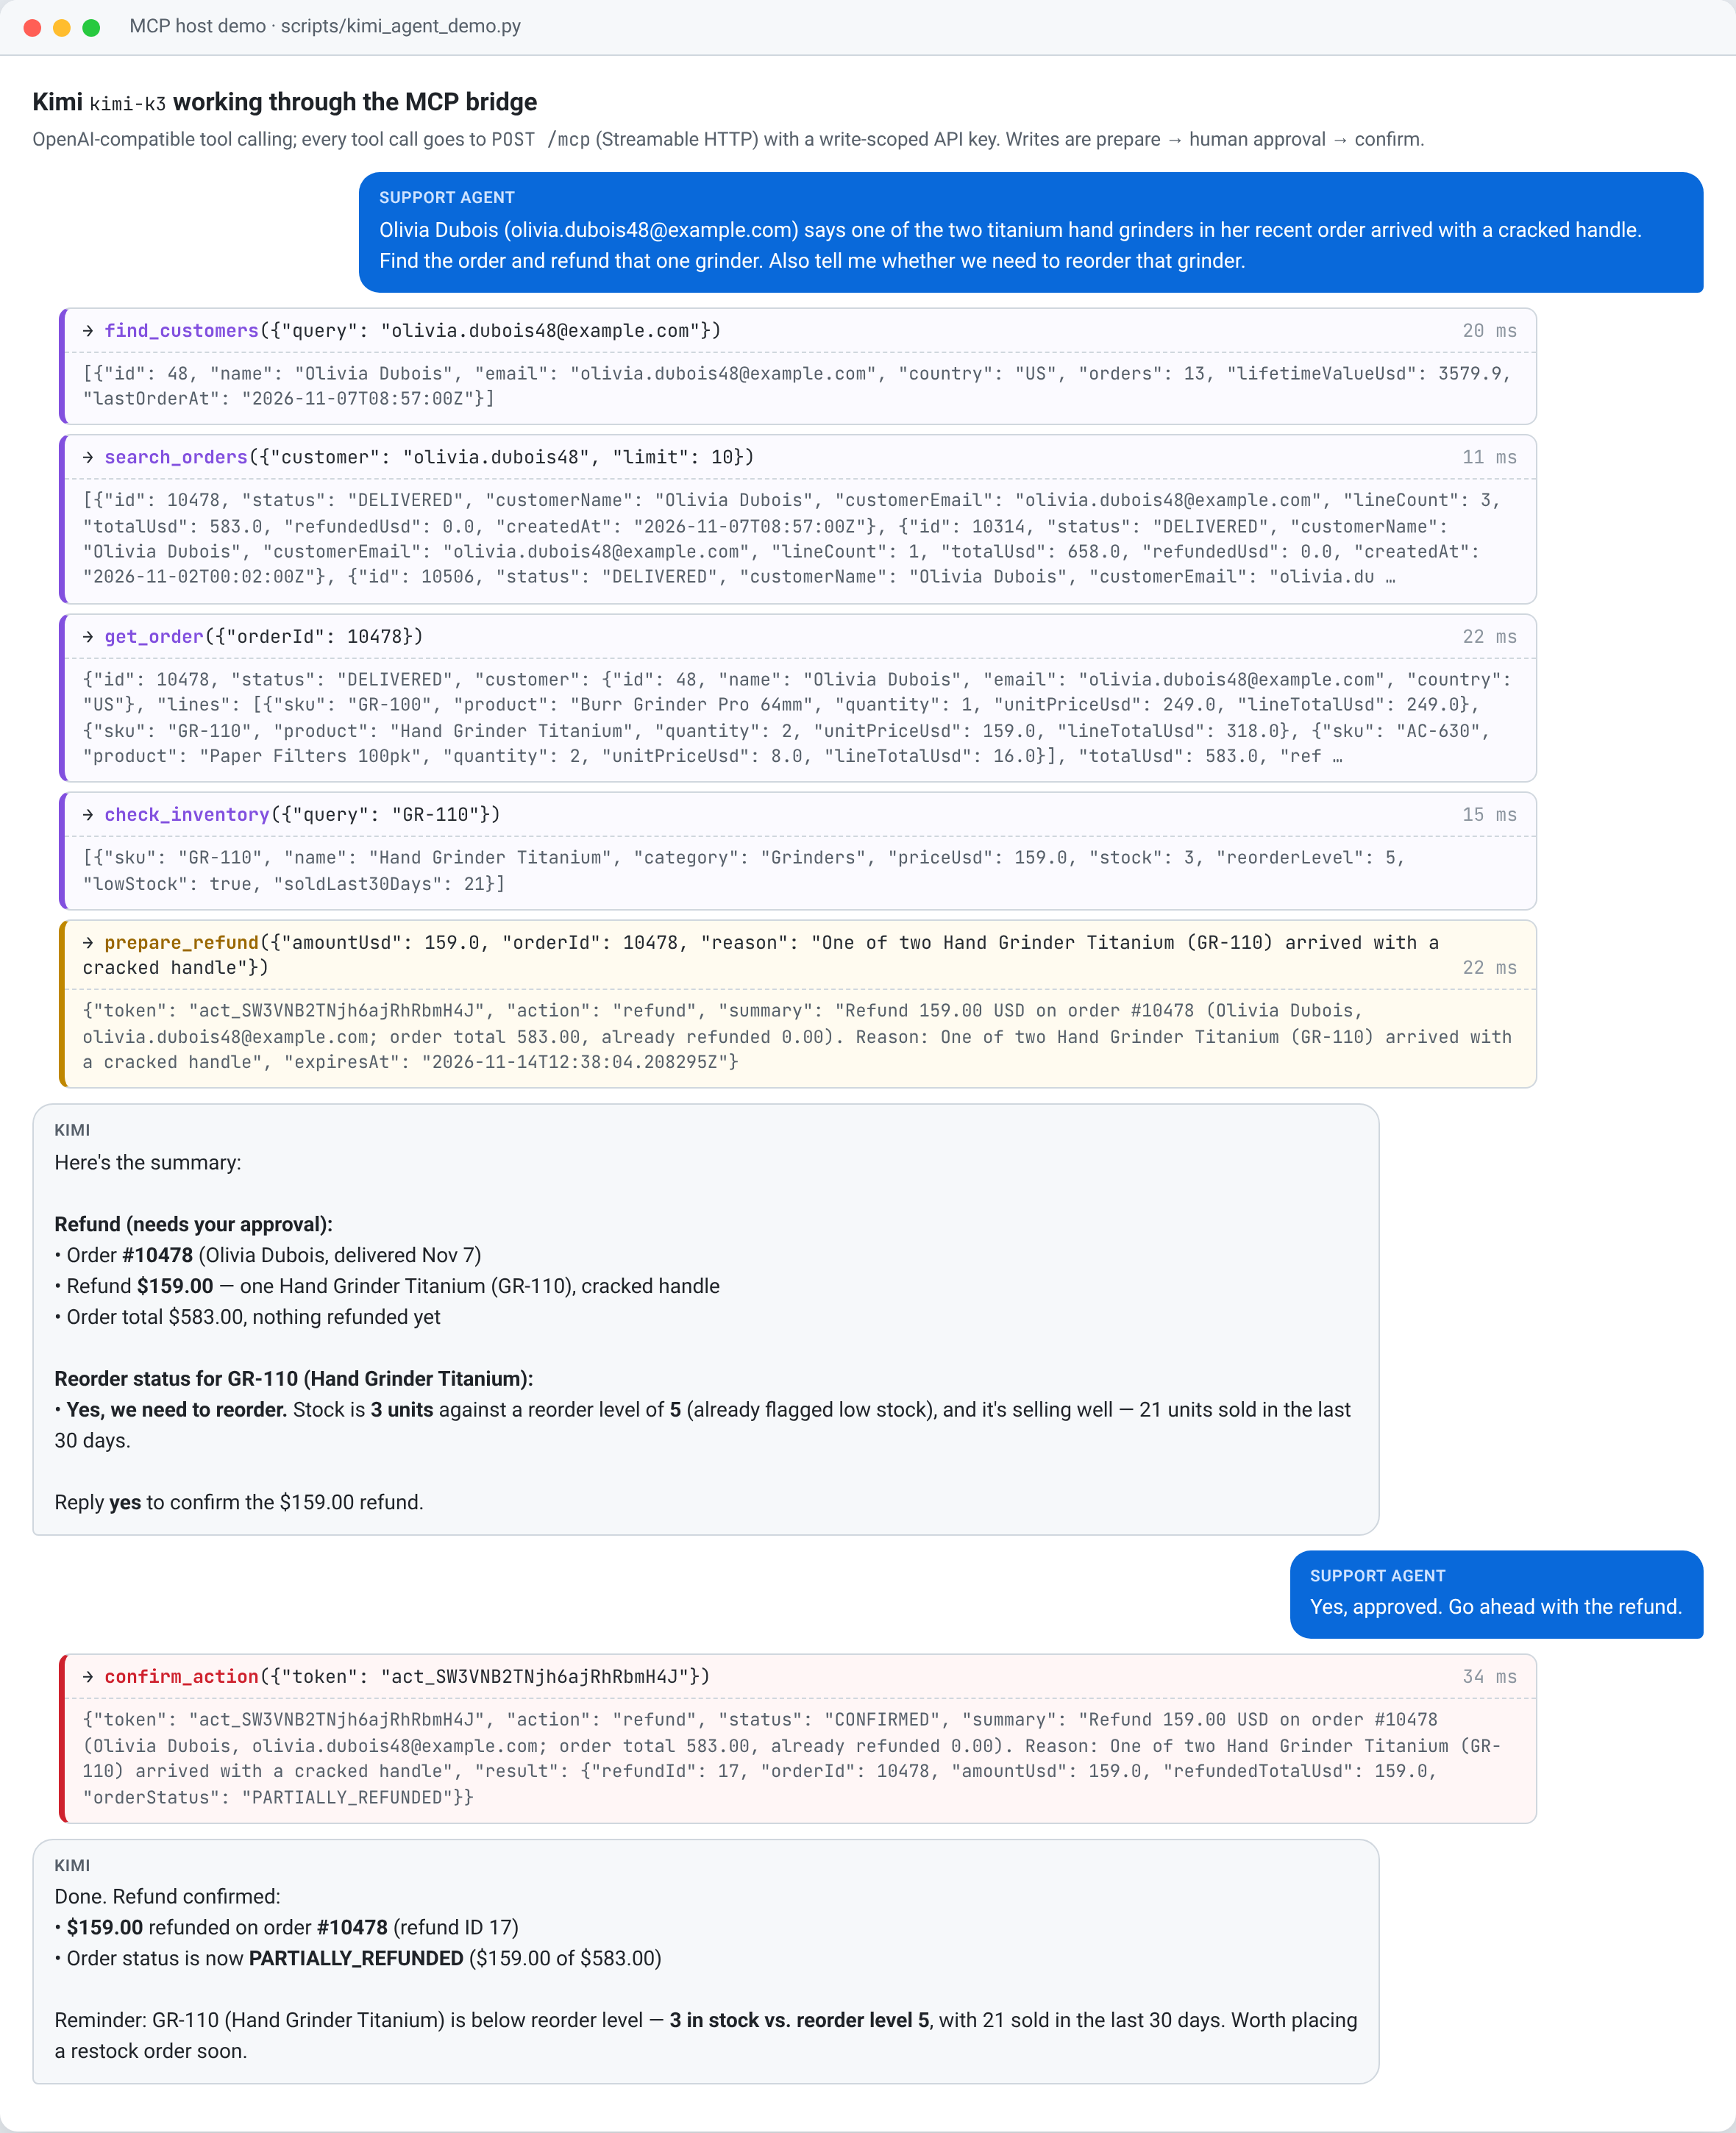 MCP host demo · scripts/kimi_agent_demo.py
Kimi kimi-k3 working through the MCP bridge
OpenAI-compatible tool calling; every tool call goes to POST /mcp (Streamable HTTP) with a write-scoped API key. Writes are prepare → human approval → confirm.
SUPPORT AGENT
Olivia Dubois (olivia.dubois48@example.com) says one of the two titanium hand grinders in her recent order arrived with a cracked handle.
Find the order and refund that one grinder. Also tell me whether we need to reorder that grinder.
→ find_customers({"query": "olivia.dubois48@example.com"}) 20 ms
[{"id": 48, "name": "Olivia Dubois", "email": "olivia.dubois48@example.com", "country": "US", "orders": 13, "lifetimeValueUsd": 3579.9,
"lastOrderAt": "2026-11-07T08:57:00Z"}]
→ search_orders({"customer": "olivia.dubois48", "limit": 10}) 11 ms
[{"id": 10478, "status": "DELIVERED", "customerName": "Olivia Dubois", "customerEmail": "olivia.dubois48@example.com", "lineCount": 3,
"totalUsd": 583.0, "refundedUsd": 0.0, "createdAt": "2026-11-07T08:57:00Z"}, {"id": 10314, "status": "DELIVERED", "customerName":
"Olivia Dubois", "customerEmail": "olivia.dubois48@example.com", "lineCount": 1, "totalUsd": 658.0, "refundedUsd": 0.0, "createdAt":
"2026-11-02T00:02:00Z"}, {"id": 10506, "status": "DELIVERED", "customerName": "Olivia Dubois", "customerEmail": "olivia.du …
→ get_order({"orderId": 10478}) 22 ms
{"id": 10478, "status": "DELIVERED", "customer": {"id": 48, "name": "Olivia Dubois", "email": "olivia.dubois48@example.com", "country":
"US"}, "lines": [{"sku": "GR-100", "product": "Burr Grinder Pro 64mm", "quantity": 1, "unitPriceUsd": 249.0, "lineTotalUsd": 249.0},
{"sku": "GR-110", "product": "Hand Grinder Titanium", "quantity": 2, "unitPriceUsd": 159.0, "lineTotalUsd": 318.0}, {"sku": "AC-630",
"product": "Paper Filters 100pk", "quantity": 2, "unitPriceUsd": 8.0, "lineTotalUsd": 16.0}], "totalUsd": 583.0, "ref …
→ check_inventory({"query": "GR-110"}) 15 ms
[{"sku": "GR-110", "name": "Hand Grinder Titanium", "category": "Grinders", "priceUsd": 159.0, "stock": 3, "reorderLevel": 5,
"lowStock": true, "soldLast30Days": 21}]
→ prepare_refund({"amountUsd": 159.0, "orderId": 10478, "reason": "One of two Hand Grinder Titanium (GR-110) arrived with a
cracked handle"}) 22 ms
{"token": "act_SW3VNB2TNjh6ajRhRbmH4J", "action": "refund", "summary": "Refund 159.00 USD on order #10478 (Olivia Dubois,
olivia.dubois48@example.com; order total 583.00, already refunded 0.00). Reason: One of two Hand Grinder Titanium (GR-110) arrived with
a cracked handle", "expiresAt": "2026-11-14T12:38:04.208295Z"}
KIMI
Here's the summary:
Refund (needs your approval):
• Order #10478 (Olivia Dubois, delivered Nov 7)
• Refund $159.00 — one Hand Grinder Titanium (GR-110), cracked handle
• Order total $583.00, nothing refunded yet
Reorder status for GR-110 (Hand Grinder Titanium):
• Yes, we need to reorder. Stock is 3 units against a reorder level of 5 (already flagged low stock), and it's selling well — 21 units sold in the last
30 days.
Reply yes to confirm the $159.00 refund.
SUPPORT AGENT
Yes, approved. Go ahead with the refund.
→ confirm_action({"token": "act_SW3VNB2TNjh6ajRhRbmH4J"}) 34 ms
{"token": "act_SW3VNB2TNjh6ajRhRbmH4J", "action": "refund", "status": "CONFIRMED", "summary": "Refund 159.00 USD on order #10478
(Olivia Dubois, olivia.dubois48@example.com; order total 583.00, already refunded 0.00). Reason: One of two Hand Grinder Titanium (GR-
110) arrived with a cracked handle", "result": {"refundId": 17, "orderId": 10478, "amountUsd": 159.0, "refundedTotalUsd": 159.0,
"orderStatus": "PARTIALLY_REFUNDED"}}
KIMI
Done. Refund confirmed:
• $159.00 refunded on order #10478 (refund ID 17)
• Order status is now PARTIALLY_REFUNDED ($159.00 of $583.00)
Reminder: GR-110 (Hand Grinder Titanium) is below reorder level — 3 in stock vs. reorder level 5, with 21 sold in the last 30 days. Worth placing
a restock order soon.